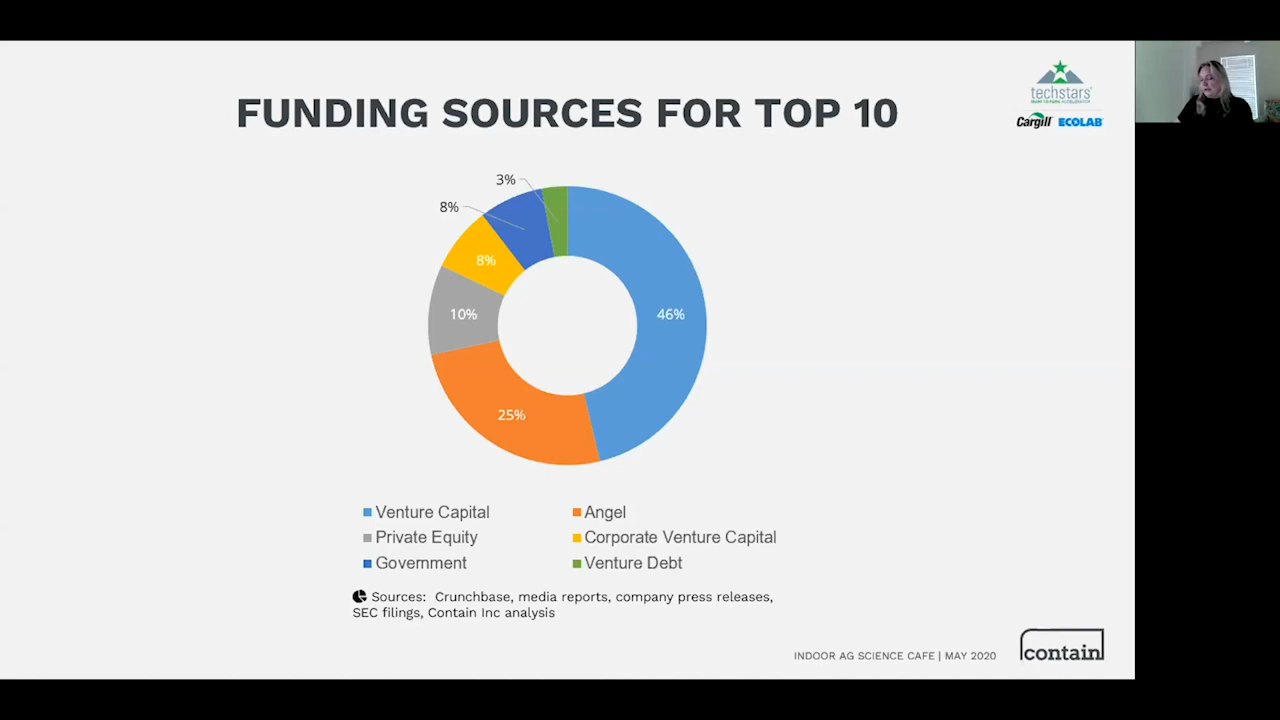 FUNDING SOURCES FOR TOP 10
techstars
Cargill ECOLAB
3%
8%
8%
10%
46%
25%
Venture Capital
Angel
Private Equity
Corporate Venture Capital
Government
Venture Debt
Sources: Crunchbase, media reports, company press releases,
SEC filings, Contain Inc analysis
INDOOR AG SCIENCE CAFE | MAY 2020
contain